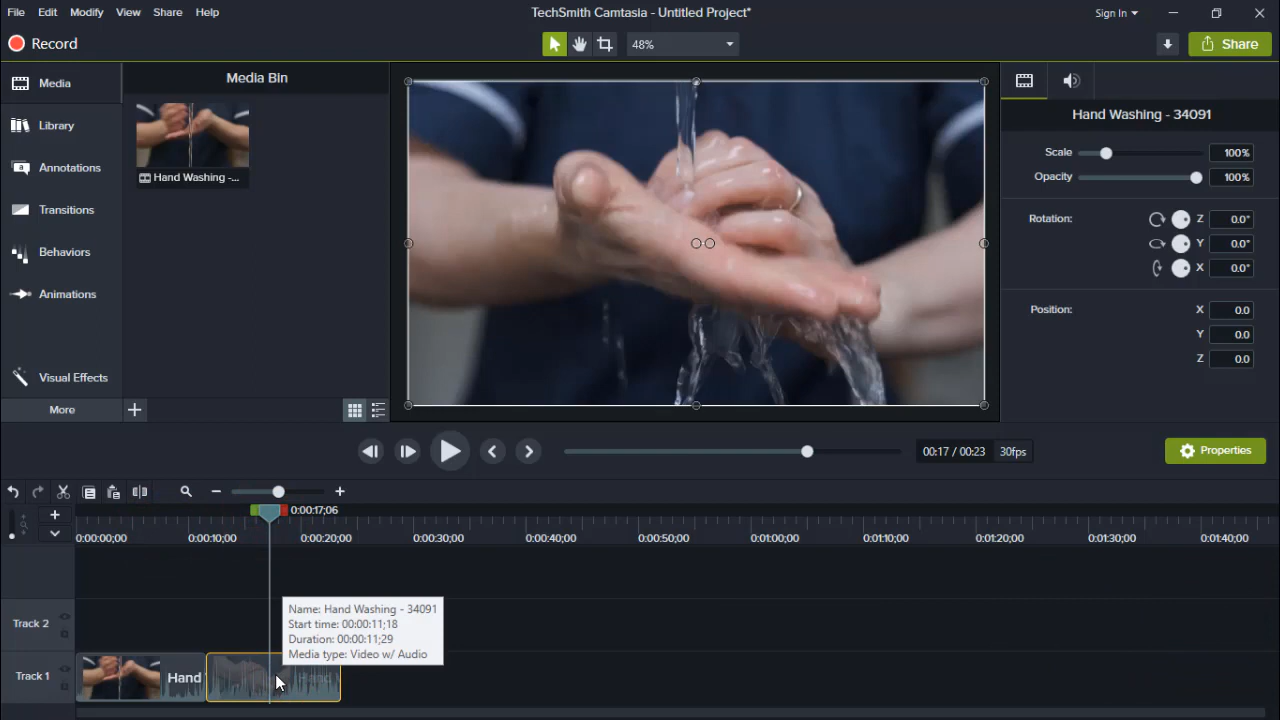 File Edit Modify View Share Help
TechSmith Camtasia - Untitled Project*
Sign In
Record
48%
Share
Media
Library
Annotations
Transitions
Behaviors
Animations
Visual Effects
More
Media Bin
Hand Washing -...
Hand Washing - 34091
Scale 100%
Opacity 100%
Rotation: Z 0.0°
Y 0.0°
X 0.0°
Position: X 0.0
Y 0.0
Z 0.0
00:17 / 00:23 30fps
Properties
0:00:17;06
0:00:00;00 0:00:10;00 0:00:20;00 0:00:30;00 0:00:40;00 0:00:50;00 0:01:00;00 0:01:10;00 0:01:20;00 0:01:30;00 0:01:40;00
Name: Hand Washing - 34091
Start time: 00:00:11;18
Duration: 00:00:11;29
Media type: Video w/ Audio
Track 2
Track 1
Hand
Hand